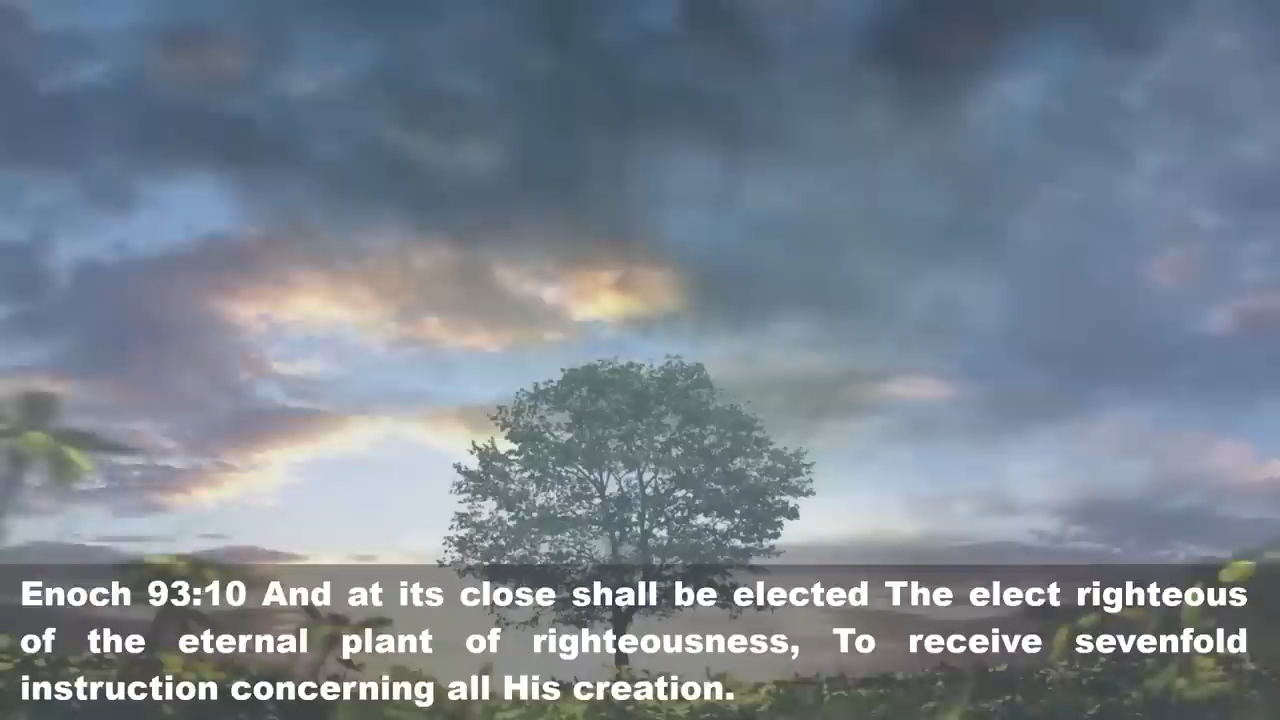 Enoch 93:10 And at its close shall be elected The elect righteous
of the eternal plant of righteousness, To receive sevenfold
instruction concerning all His creation.